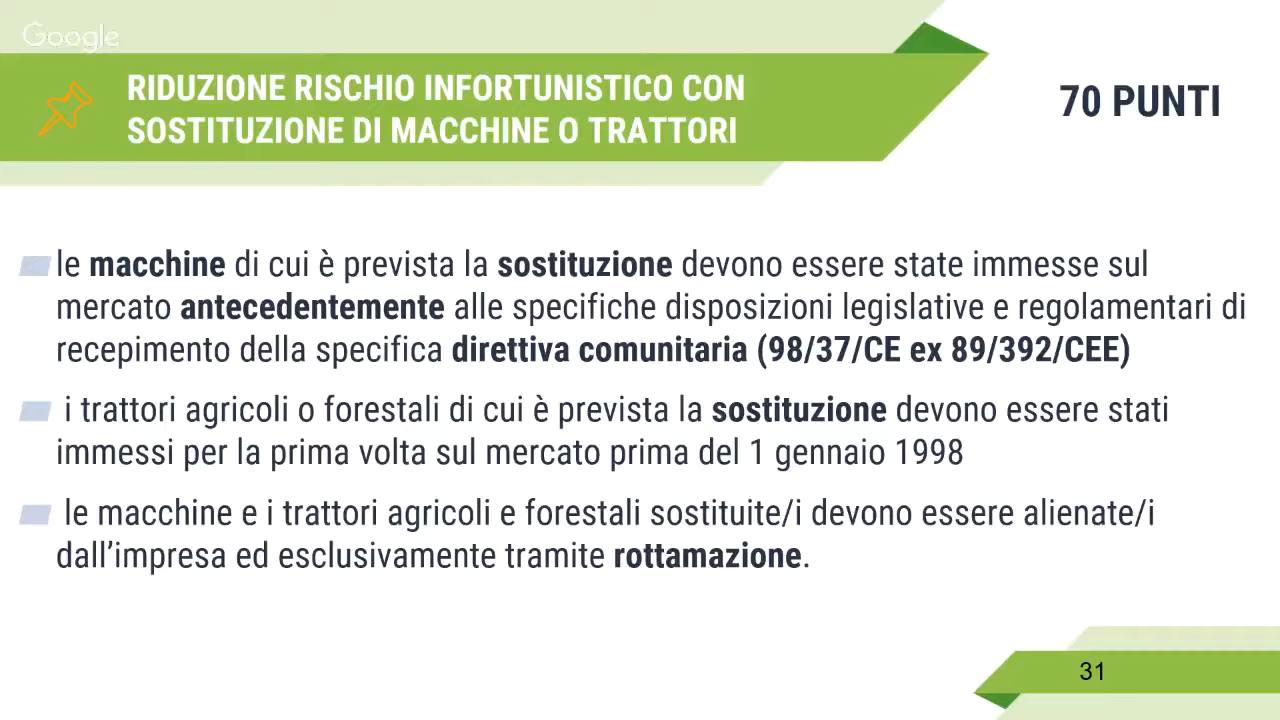 Google
RIDUZIONE RISCHIO INFORTUNISTICO CON
SOSTITUZIONE DI MACCHINE O TRATTORI
70 PUNTI
le macchine di cui è prevista la sostituzione devono essere state immesse sul
mercato antecedentemente alle specifiche disposizioni legislative e regolamentari di
recepimento della specifica direttiva comunitaria (98/37/CE ex 89/392/CEE)
i trattori agricoli o forestali di cui è prevista la sostituzione devono essere stati
immessi per la prima volta sul mercato prima del 1 gennaio 1998
le macchine e i trattori agricoli e forestali sostituite/i devono essere alienate/i
dall’impresa ed esclusivamente tramite rottamazione.
31